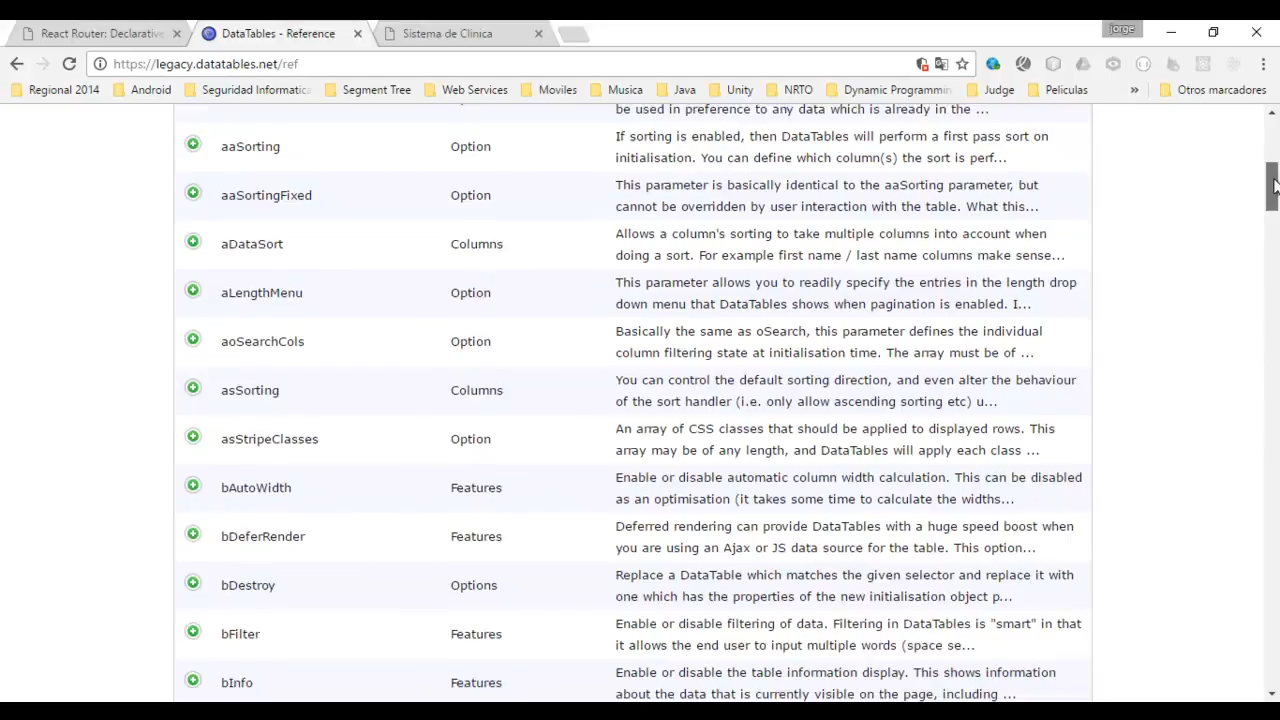 React Router: Declarative
DataTables - Reference
Sistema de Clinica
jorge
https://legacy.datatables.net/ref
Regional 2014
Android
Seguridad Informatica
Segment Tree
Web Services
Moviles
Musica
Java
Unity
NRTO
Dynamic Programmin
Judge
Peliculas
»
Otros marcadores
be used in preference to any data which is already in the ...
aaSorting
Option
If sorting is enabled, then DataTables will perform a first pass sort on
initialisation. You can define which column(s) the sort is perf...
aaSortingFixed
Option
This parameter is basically identical to the aaSorting parameter, but
cannot be overridden by user interaction with the table. What this...
aDataSort
Columns
Allows a column's sorting to take multiple columns into account when
doing a sort. For example first name / last name columns make sense...
aLengthMenu
Option
This parameter allows you to readily specify the entries in the length drop
down menu that DataTables shows when pagination is enabled. I...
aoSearchCols
Option
Basically the same as oSearch, this parameter defines the individual
column filtering state at initialisation time. The array must be of ...
asSorting
Columns
You can control the default sorting direction, and even alter the behaviour
of the sort handler (i.e. only allow ascending sorting etc) u...
asStripeClasses
Option
An array of CSS classes that should be applied to displayed rows. This
array may be of any length, and DataTables will apply each class ...
bAutoWidth
Features
Enable or disable automatic column width calculation. This can be disabled
as an optimisation (it takes some time to calculate the widths...
bDeferRender
Features
Deferred rendering can provide DataTables with a huge speed boost when
you are using an Ajax or JS data source for the table. This option...
bDestroy
Options
Replace a DataTable which matches the given selector and replace it with
one which has the properties of the new initialisation object p...
bFilter
Features
Enable or disable filtering of data. Filtering in DataTables is "smart" in that
it allows the end user to input multiple words (space se...
bInfo
Features
Enable or disable the table information display. This shows information
about the data that is currently visible on the page, including ...